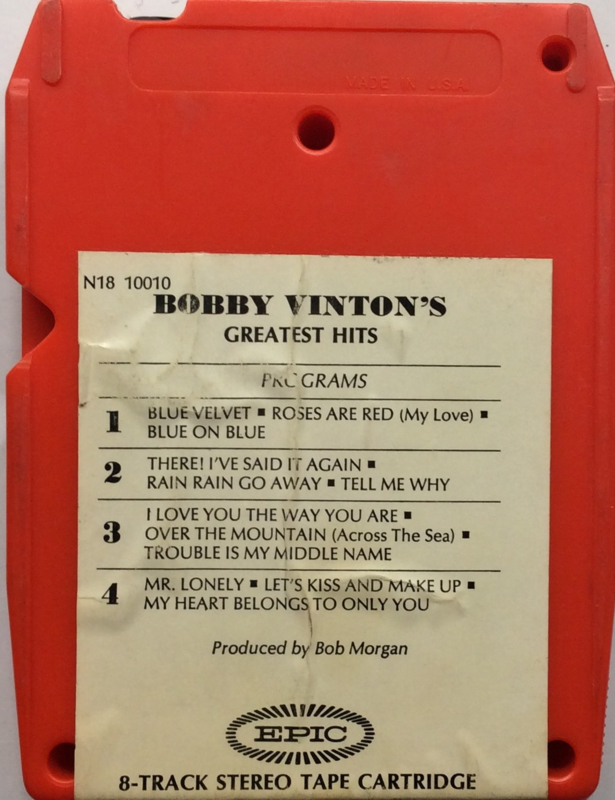 MADE IN U.S.A.
N18 10010
BOBBY VINTON'S
GREATEST HITS
PROGRAMS
1 BLUE VELVET ▪ ROSES ARE RED (My Love) ▪
BLUE ON BLUE
2 THERE! I'VE SAID IT AGAIN ▪
RAIN RAIN GO AWAY ▪ TELL ME WHY
3 I LOVE YOU THE WAY YOU ARE ▪
OVER THE MOUNTAIN (Across The Sea) ▪
TROUBLE IS MY MIDDLE NAME
4 MR. LONELY ▪ LET'S KISS AND MAKE UP ▪
MY HEART BELONGS TO ONLY YOU
Produced by Bob Morgan
EPIC
8-TRACK STEREO TAPE CARTRIDGE